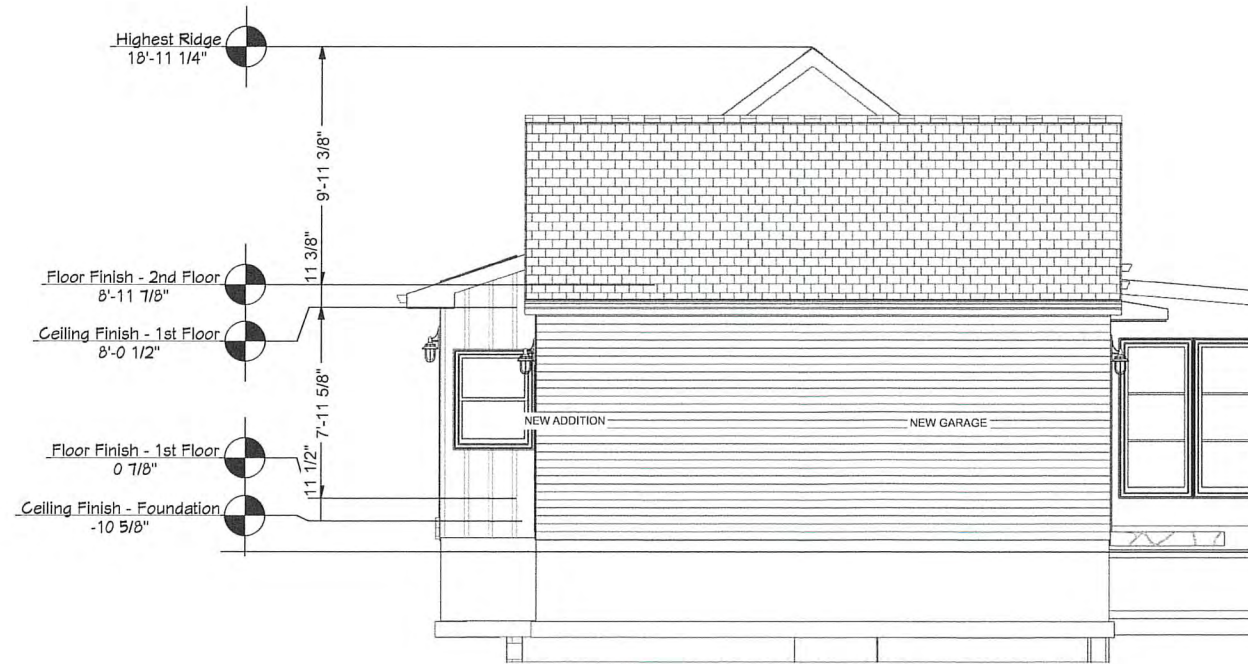 Highest Ridge
18'-11 1/4"
9'-11 3/8"
11 3/8"
Floor Finish - 2nd Floor
8'-11 7/8"
Ceiling Finish - 1st Floor
8'-0 1/2"
7'-11 5/8"
NEW ADDITION
NEW GARAGE
Floor Finish - 1st Floor
0 7/8"
11 1/2"
Ceiling Finish - Foundation
-10 5/8"